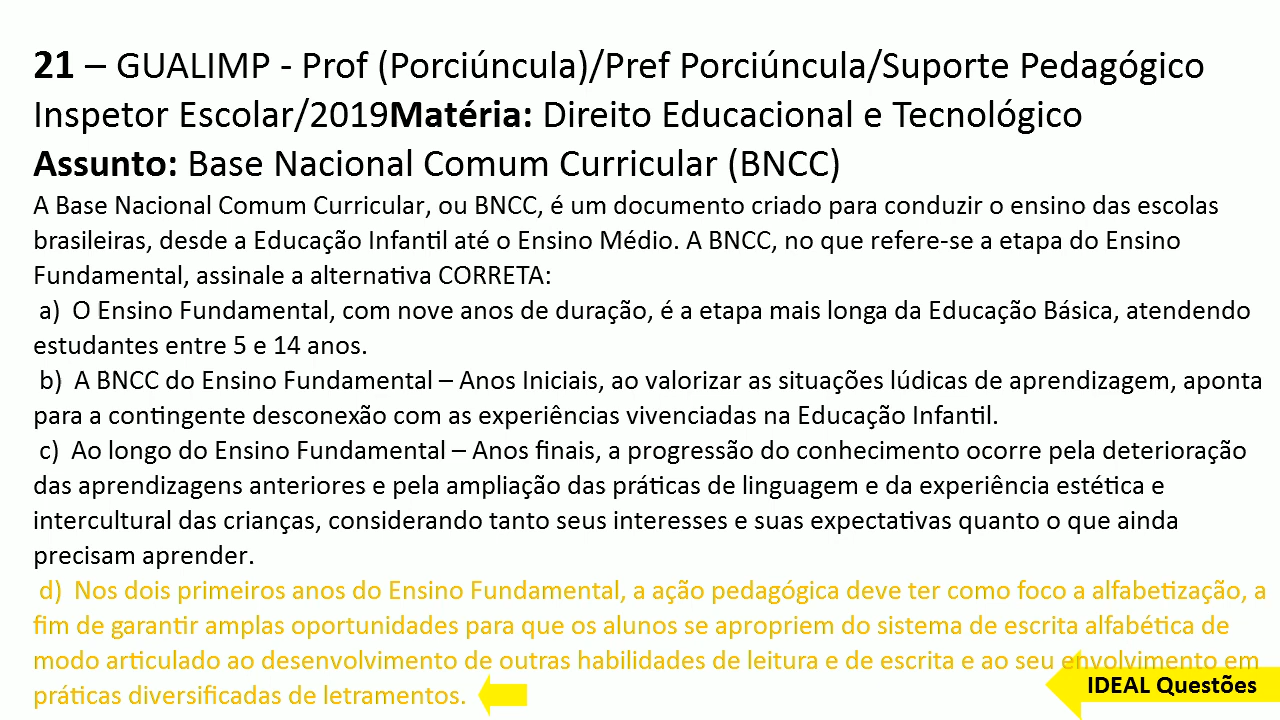 21 – GUALIMP - Prof (Porciúncula)/Pref Porciúncula/Suporte Pedagógico
Inspetor Escolar/2019Matéria: Direito Educacional e Tecnológico
Assunto: Base Nacional Comum Curricular (BNCC)
A Base Nacional Comum Curricular, ou BNCC, é um documento criado para conduzir o ensino das escolas
brasileiras, desde a Educação Infantil até o Ensino Médio. A BNCC, no que refere-se a etapa do Ensino
Fundamental, assinale a alternativa CORRETA:
a) O Ensino Fundamental, com nove anos de duração, é a etapa mais longa da Educação Básica, atendendo
estudantes entre 5 e 14 anos.
b) A BNCC do Ensino Fundamental – Anos Iniciais, ao valorizar as situações lúdicas de aprendizagem, aponta
para a contingente desconexão com as experiências vivenciadas na Educação Infantil.
c) Ao longo do Ensino Fundamental – Anos finais, a progressão do conhecimento ocorre pela deterioração
das aprendizagens anteriores e pela ampliação das práticas de linguagem e da experiência estética e
intercultural das crianças, considerando tanto seus interesses e suas expectativas quanto o que ainda
precisam aprender.
d) Nos dois primeiros anos do Ensino Fundamental, a ação pedagógica deve ter como foco a alfabetização, a
fim de garantir amplas oportunidades para que os alunos se apropriem do sistema de escrita alfabética de
modo articulado ao desenvolvimento de outras habilidades de leitura e de escrita e ao seu envolvimento em
práticas diversificadas de letramentos.
IDEAL Questões